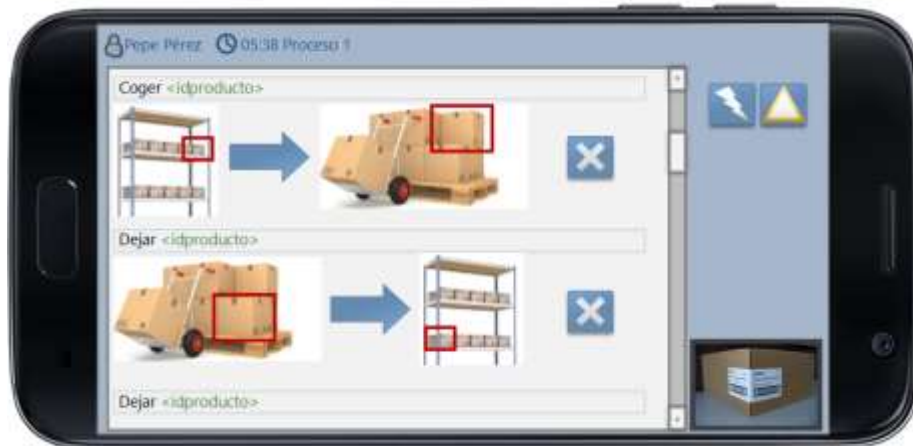 Pepe Pérez 05:38 Proceso 1
Coger <idproducto>
Dejar <idproducto>
Dejar <idproducto>